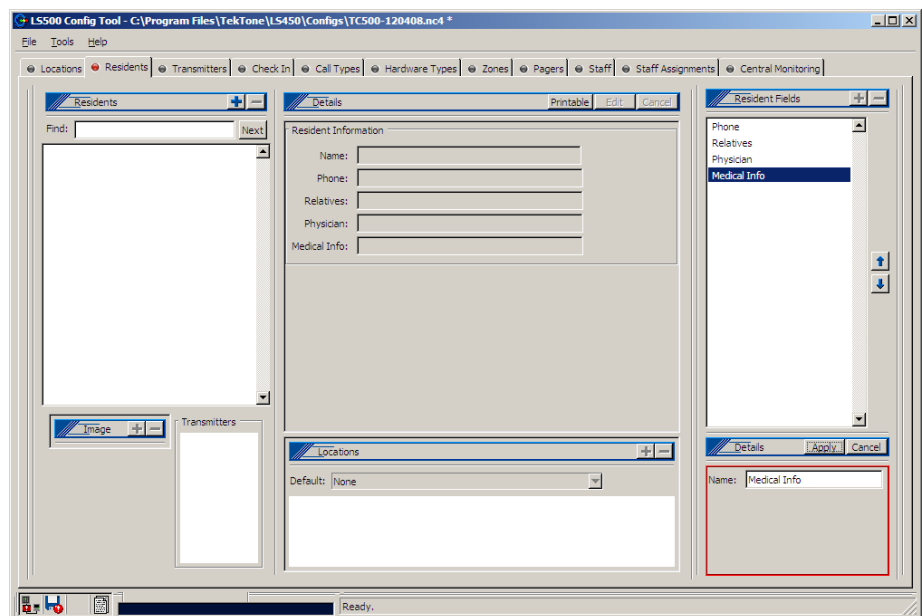 LS500 Config Tool - C:\Program Files\TekTone\LS450\Configs\TC500-120408.nc4 *
File Tools Help
Locations Residents Transmitters Check In Call Types Hardware Types Zones Pagers Staff Staff Assignments Central Monitoring
Residents
Find: Next
Image
Transmitters
Details Printable Edit Cancel
Resident Information
Name:
Phone:
Relatives:
Physician:
Medical Info:
Locations
Default: None
Resident Fields
Phone
Relatives
Physician
Medical Info
Details Apply Cancel
Name: Medical Info
Ready.